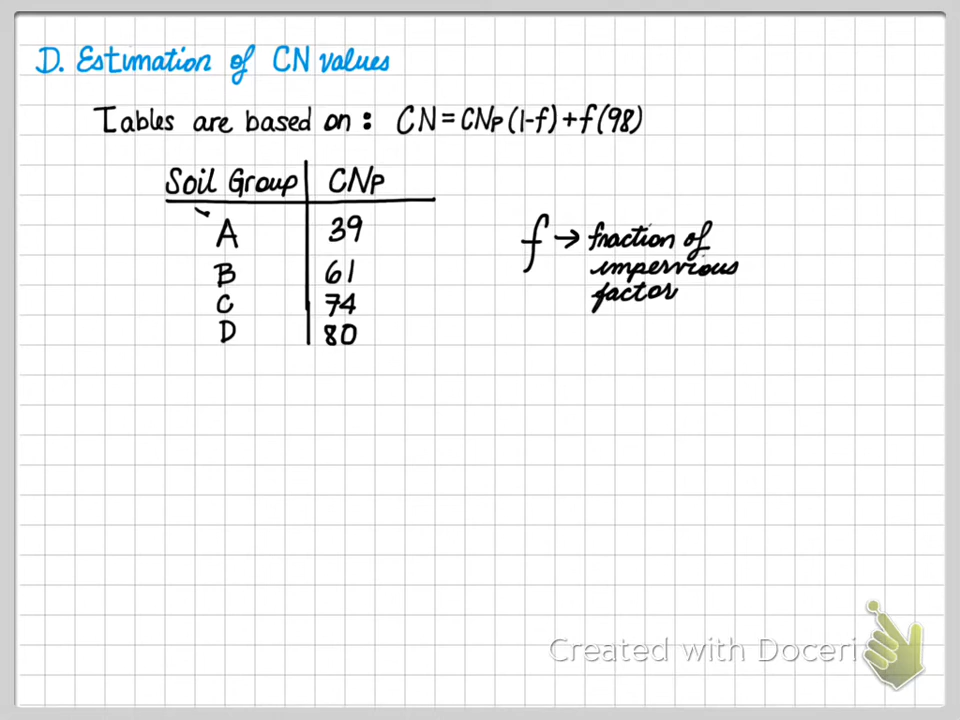 D. Estimation of CN values
Tables are based on : CN = CNP (1-f) + f (98)
Soil Group CNP
A 39
B 61
C 74
D 80
f → fraction of
impervious
factor
Created with Doceri